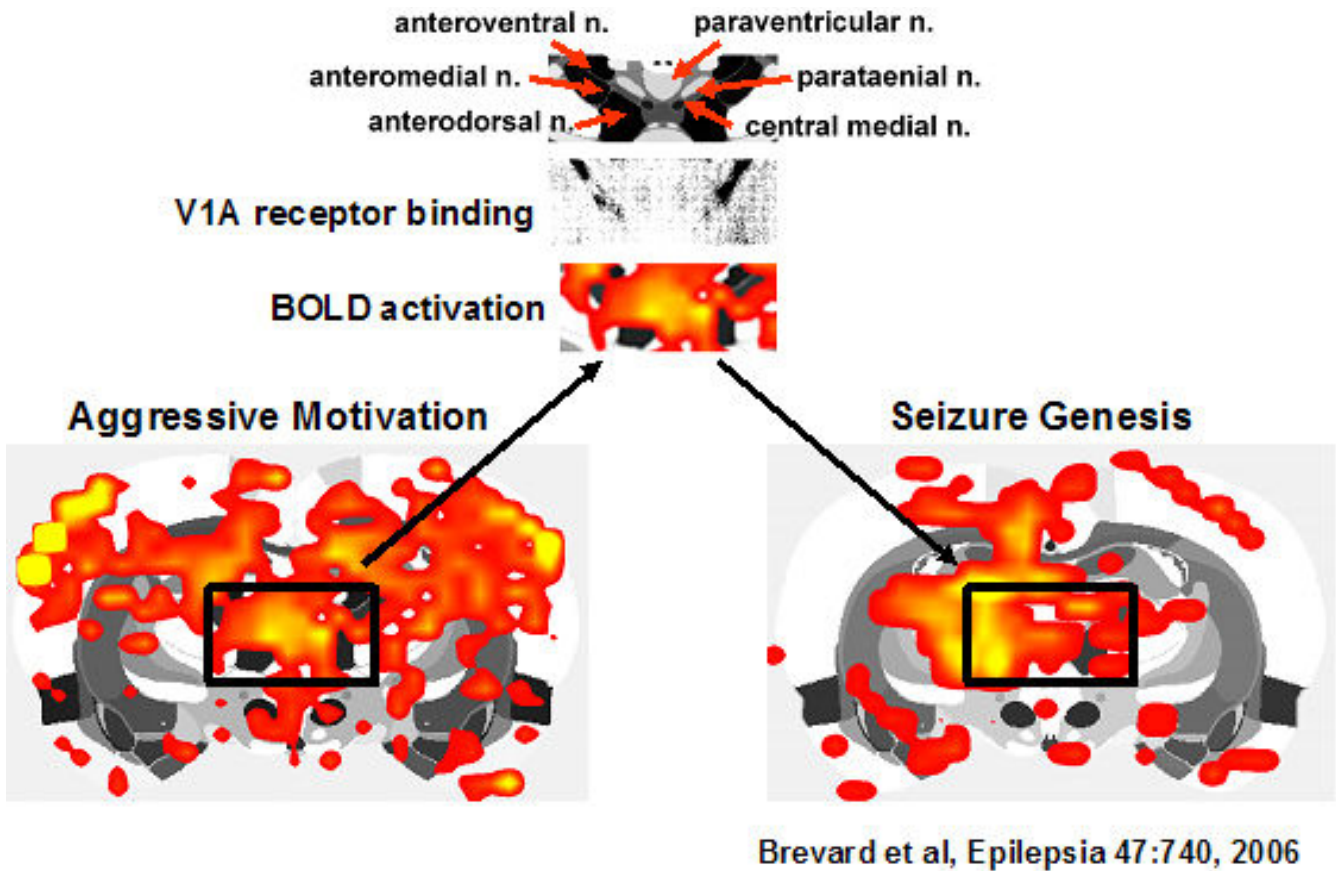 anteroventral n.
paraventricular n.
anteromedial n.
parataenial n.
anterodorsal n.
central medial n.
V1A receptor binding
BOLD activation
Aggressive Motivation
Seizure Genesis
Brevard et al, Epilepsia 47:740, 2006